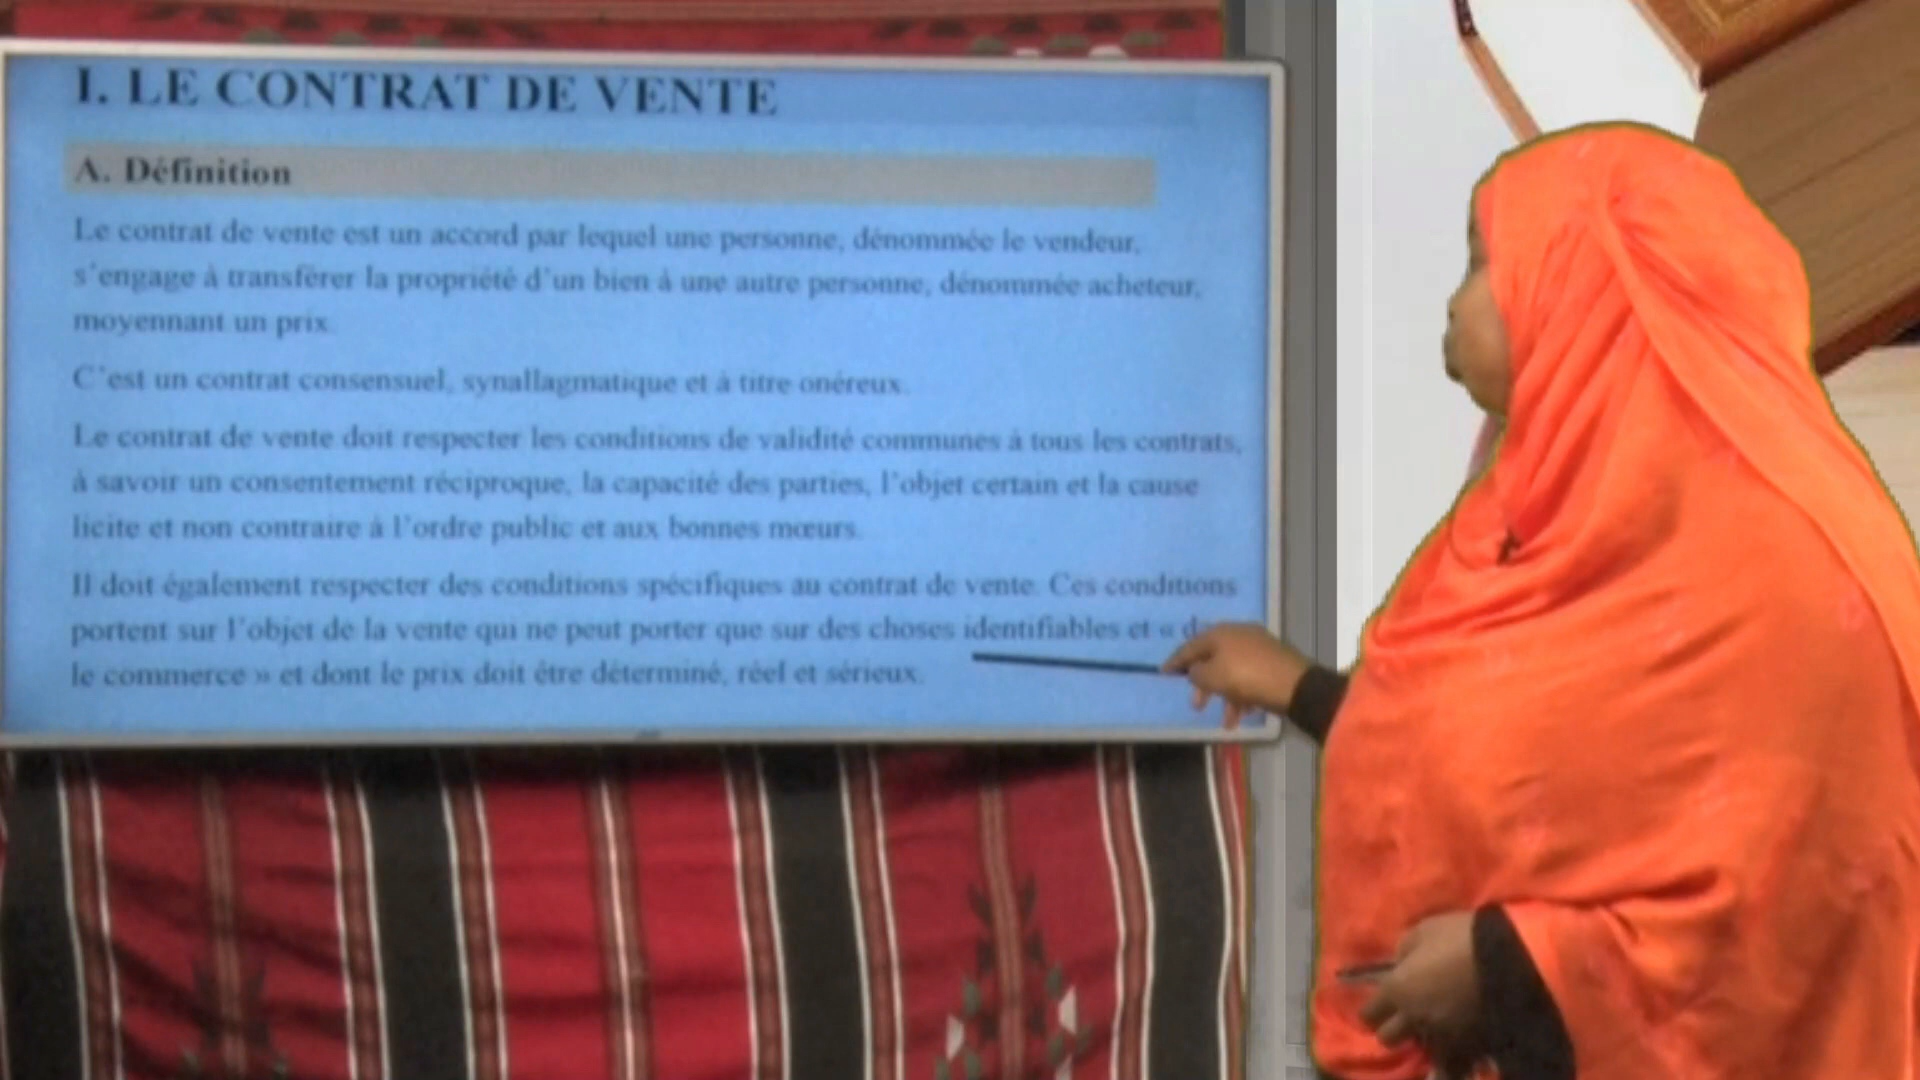 I. LE CONTRAT DE VENTE
A. Définition
Le contrat de vente est un accord par lequel une personne, dénommée le vendeur,
s'engage à transférer la propriété d'un bien à une autre personne, dénommée acheteur,
moyennant un prix.
C'est un contrat consensuel, synallagmatique et à titre onéreux.
Le contrat de vente doit respecter les conditions de validité communes à tous les contrats,
à savoir un consentement réciproque, la capacité des parties, l'objet certain et la cause
licite et non contraire à l'ordre public et aux bonnes mœurs.
Il doit également respecter des conditions spécifiques au contrat de vente. Ces conditions
portent sur l'objet de la vente qui ne peut porter que sur des choses identifiables et «
le commerce » et dont le prix doit être déterminé, réel et sérieux.